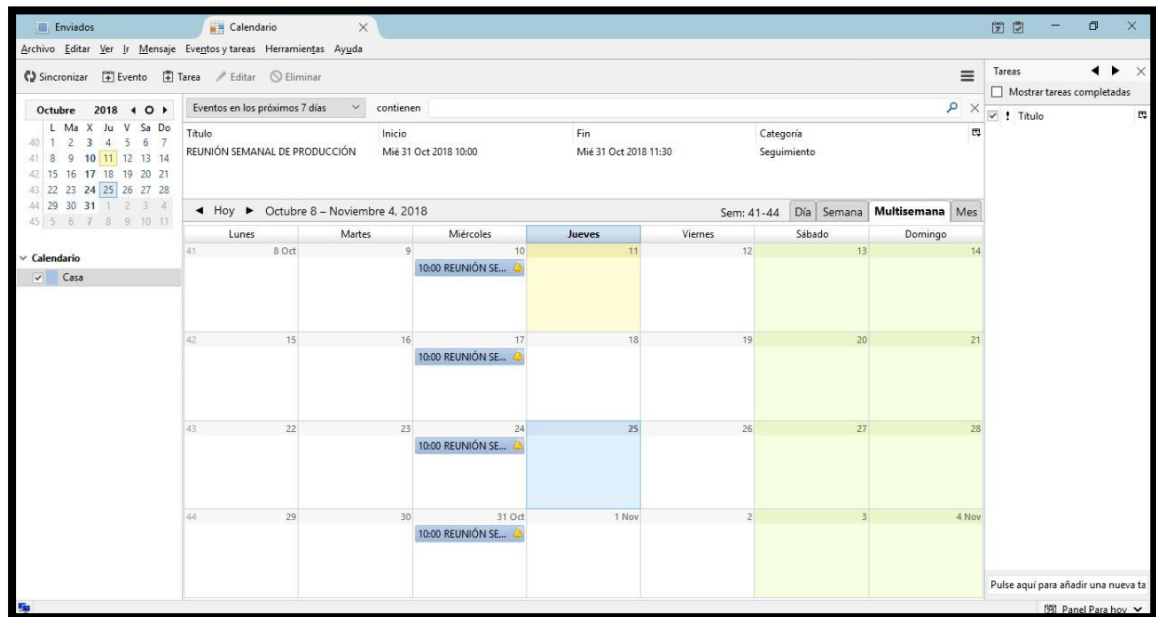 Enviados
Calendario
Archivo Editar Ver Ir Mensaje Eventos y tareas Herramientas Ayuda
Sincronizar Evento Tarea Editar Eliminar
Octubre 2018
L Ma X Ju V Sa Do
40 1 2 3 4 5 6 7
41 8 9 10 11 12 13 14
42 15 16 17 18 19 20 21
43 22 23 24 25 26 27 28
44 29 30 31 1 2 3 4
45 5 6 7 8 9 10 11
Calendario
Casa
Eventos en los próximos 7 días contienen
Título Inicio Fin Categoría
REUNIÓN SEMANAL DE PRODUCCIÓN Mié 31 Oct 2018 10:00 Mié 31 Oct 2018 11:30 Seguimiento
Hoy Octubre 8 – Noviembre 4, 2018 Sem: 41-44 Día Semana Multisemana Mes
Lunes Martes Miércoles Jueves Viernes Sábado Domingo
41 8 Oct 9 10 11 12 13 14
10:00 REUNIÓN SE...
42 15 16 17 18 19 20 21
10:00 REUNIÓN SE...
43 22 23 24 25 26 27 28
10:00 REUNIÓN SE...
44 29 30 31 Oct 1 Nov 2 3 4 Nov
10:00 REUNIÓN SE...
Tareas
Mostrar tareas completadas
! Título
Pulse aquí para añadir una nueva ta
Panel Para hoy